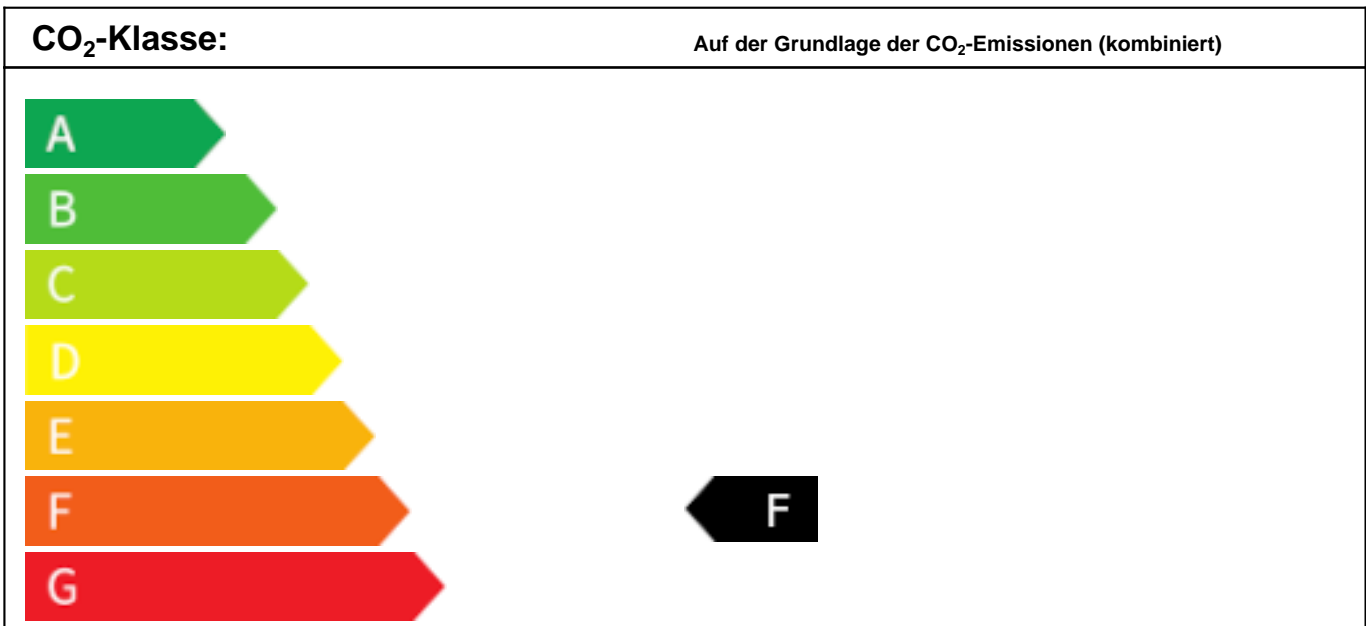 CO₂-Klasse: Auf der Grundlage der CO₂-Emissionen (kombiniert)
A
B
C
D
E
F F
G